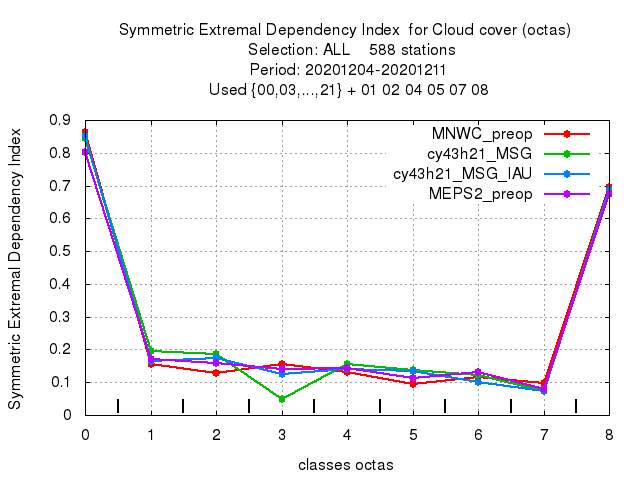 Symmetric Extremal Dependency Index  for Cloud cover (octas)
Selection: ALL    588 stations
Period: 20201204-20201211
Used {00,03,...,21} + 01 02 04 05 07 08
Symmetric Extremal Dependency Index
0.9
0.8
0.7
0.6
0.5
0.4
0.3
0.2
0.1
0
MNWC_preop
cy43h21_MSG
cy43h21_MSG_IAU
MEPS2_preop
0 1 2 3 4 5 6 7 8
classes octas